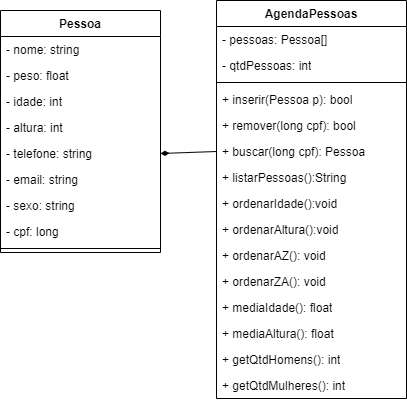 Pessoa
- nome: string
- peso: float
- idade: int
- altura: int
- telefone: string
- email: string
- sexo: string
- cpf: long
AgendaPessoas
- pessoas: Pessoa[]
- qtdPessoas: int
+ inserir(Pessoa p): bool
+ remover(long cpf): bool
+ buscar(long cpf): Pessoa
+ listarPessoas():String
+ ordenarIdade():void
+ ordenarAltura():void
+ ordenarAZ(): void
+ ordenarZA(): void
+ mediaIdade(): float
+ mediaAltura(): float
+ getQtdHomens(): int
+ getQtdMulheres(): int